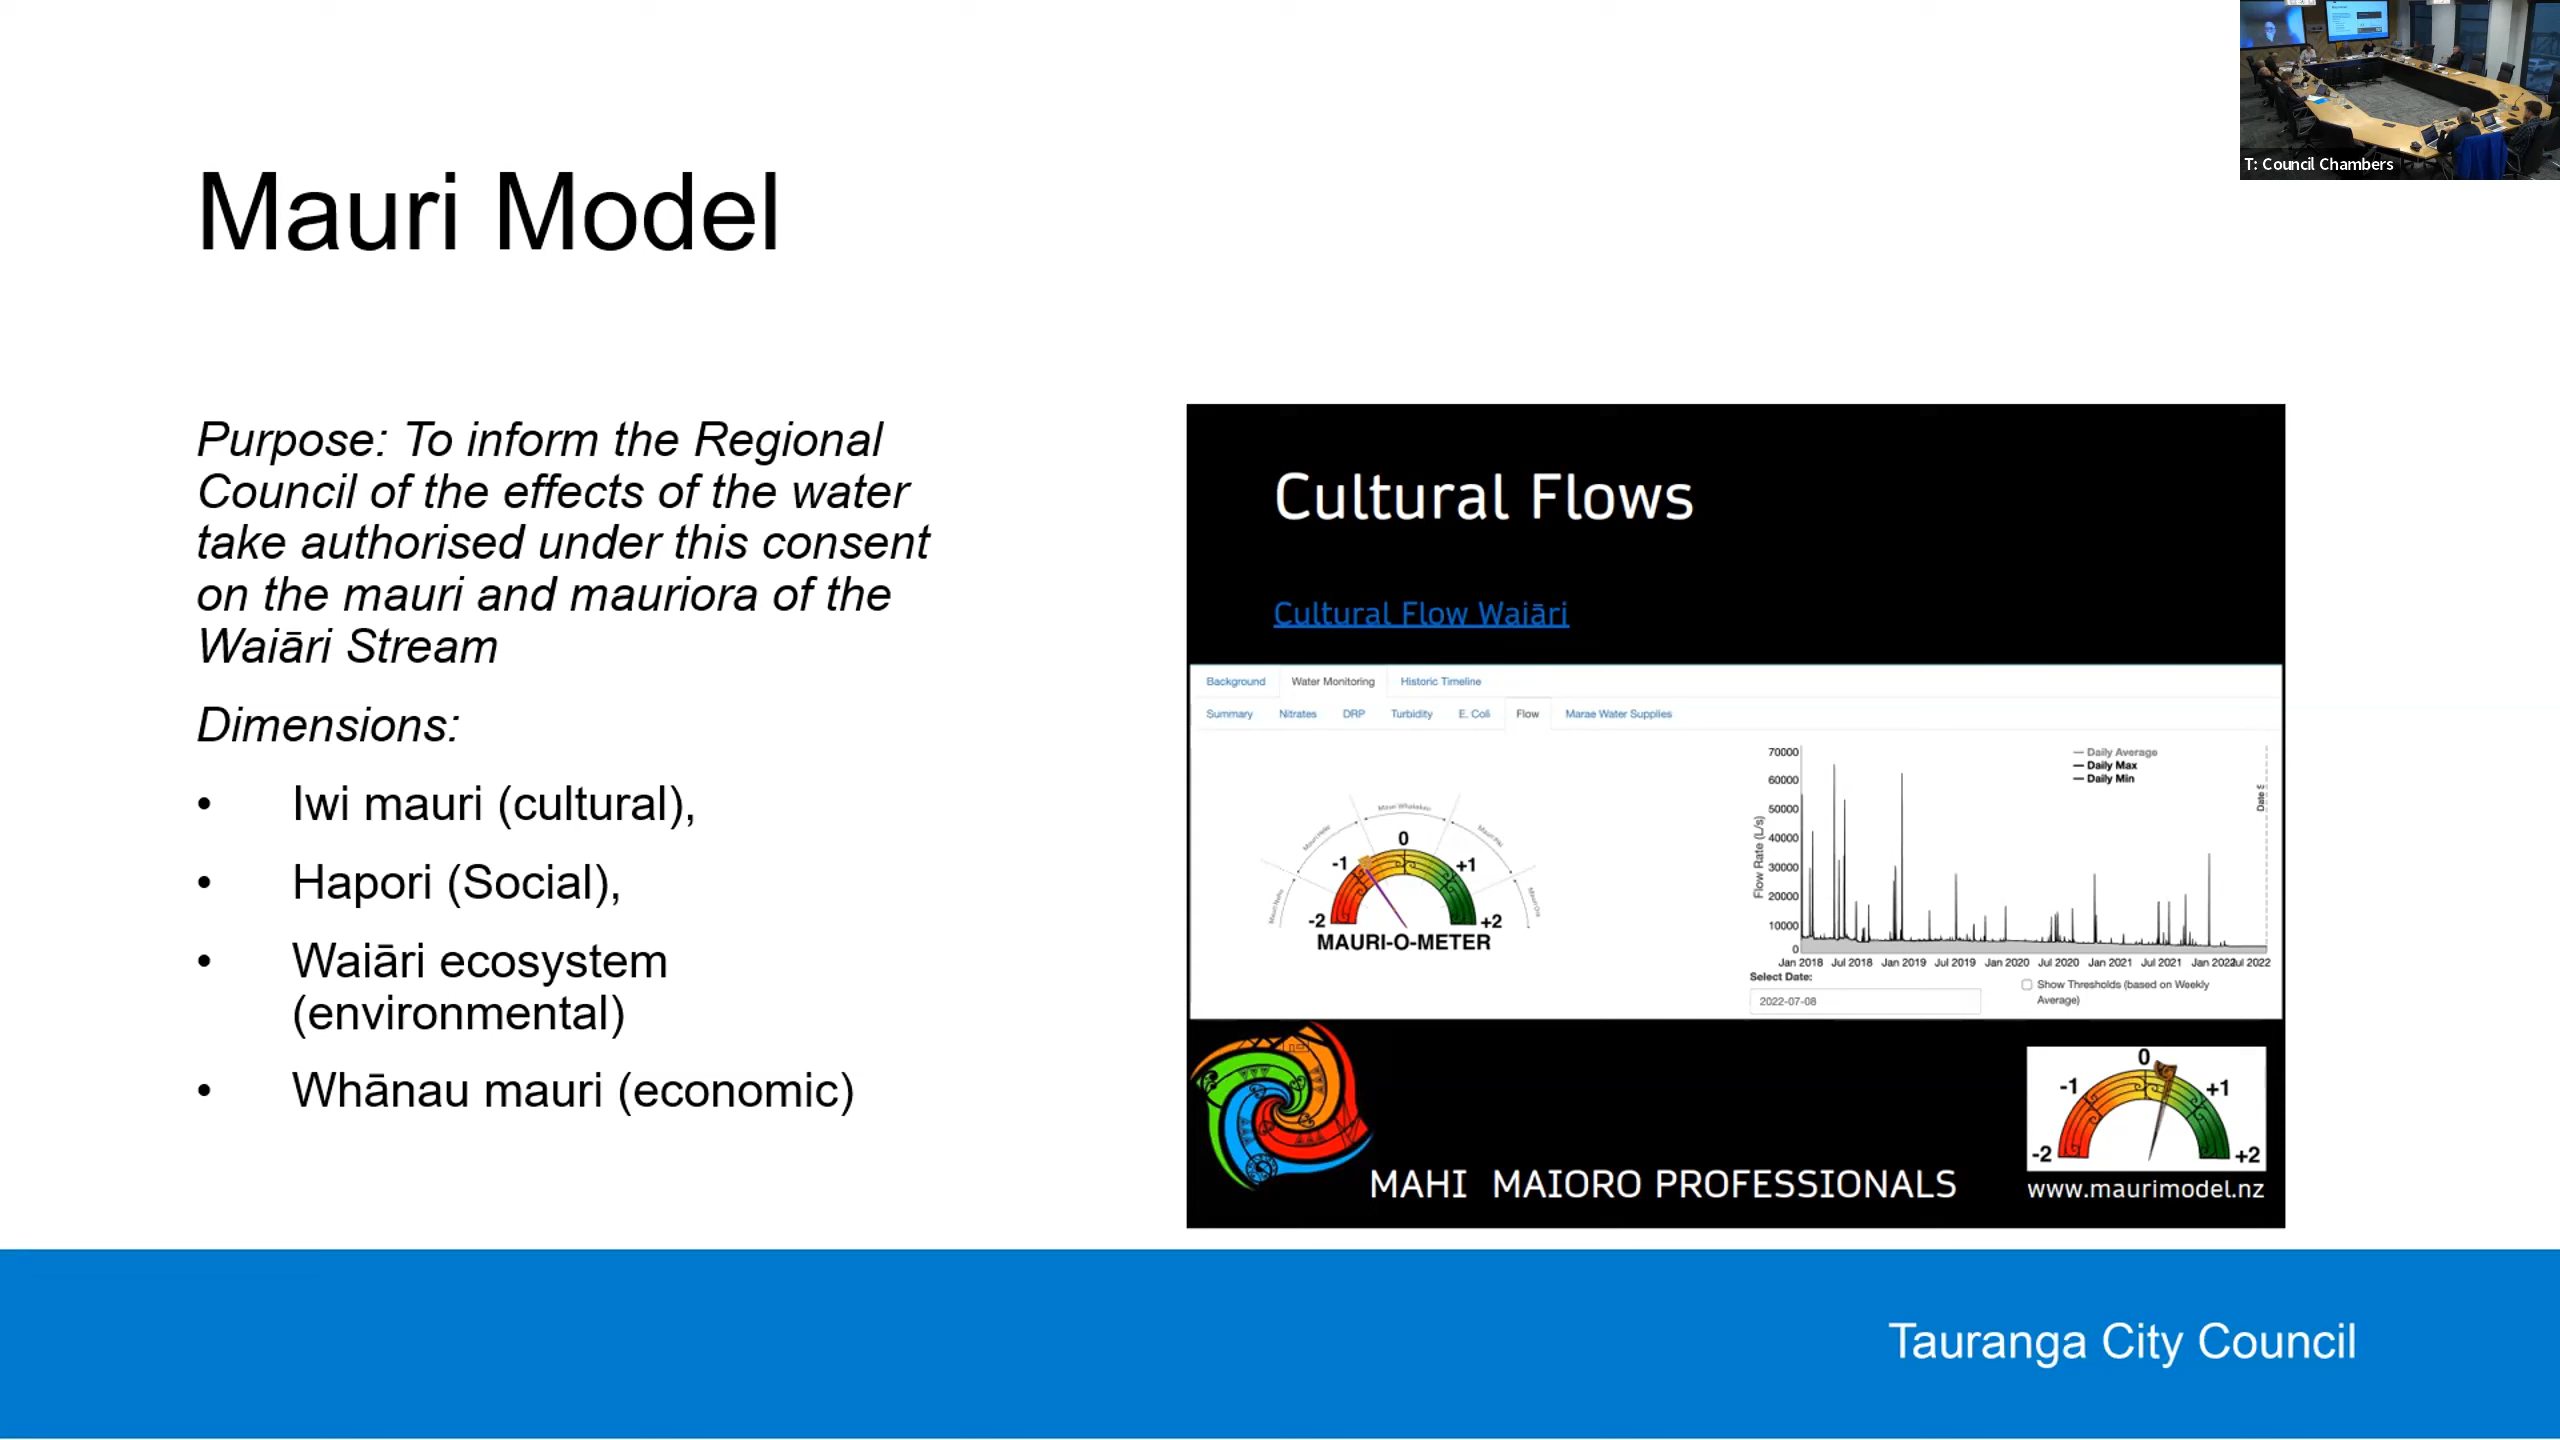 T: Council Chambers
Mauri Model
Purpose: To inform the Regional
Council of the effects of the water
take authorised under this consent
on the mauri and mauriora of the
Waiāri Stream
Dimensions:
• Iwi mauri (cultural),
• Hapori (Social),
• Waiāri ecosystem
(environmental)
• Whānau mauri (economic)
Cultural Flows
Cultural Flow Waiāri
Background Water Monitoring Historic Timeline
Summary Nitrates DRP Turbidity E. Coli Flow Marae Water Supplies
-2 -1 0 +1 +2
MAURI-O-METER
Flow Rate (L/s)
70000
60000
50000
40000
30000
20000
10000
0
Daily Average
Daily Max
Daily Min
Date
Jan 2018 Jul 2018 Jan 2019 Jul 2019 Jan 2020 Jul 2020 Jan 2021 Jul 2021 Jan 2022 Jul 2022
Select Date:
2022-07-08
Show Thresholds (based on Weekly
Average)
MAHI MAIORO PROFESSIONALS
-2 -1 0 +1 +2
www.maurimodel.nz
Tauranga City Council